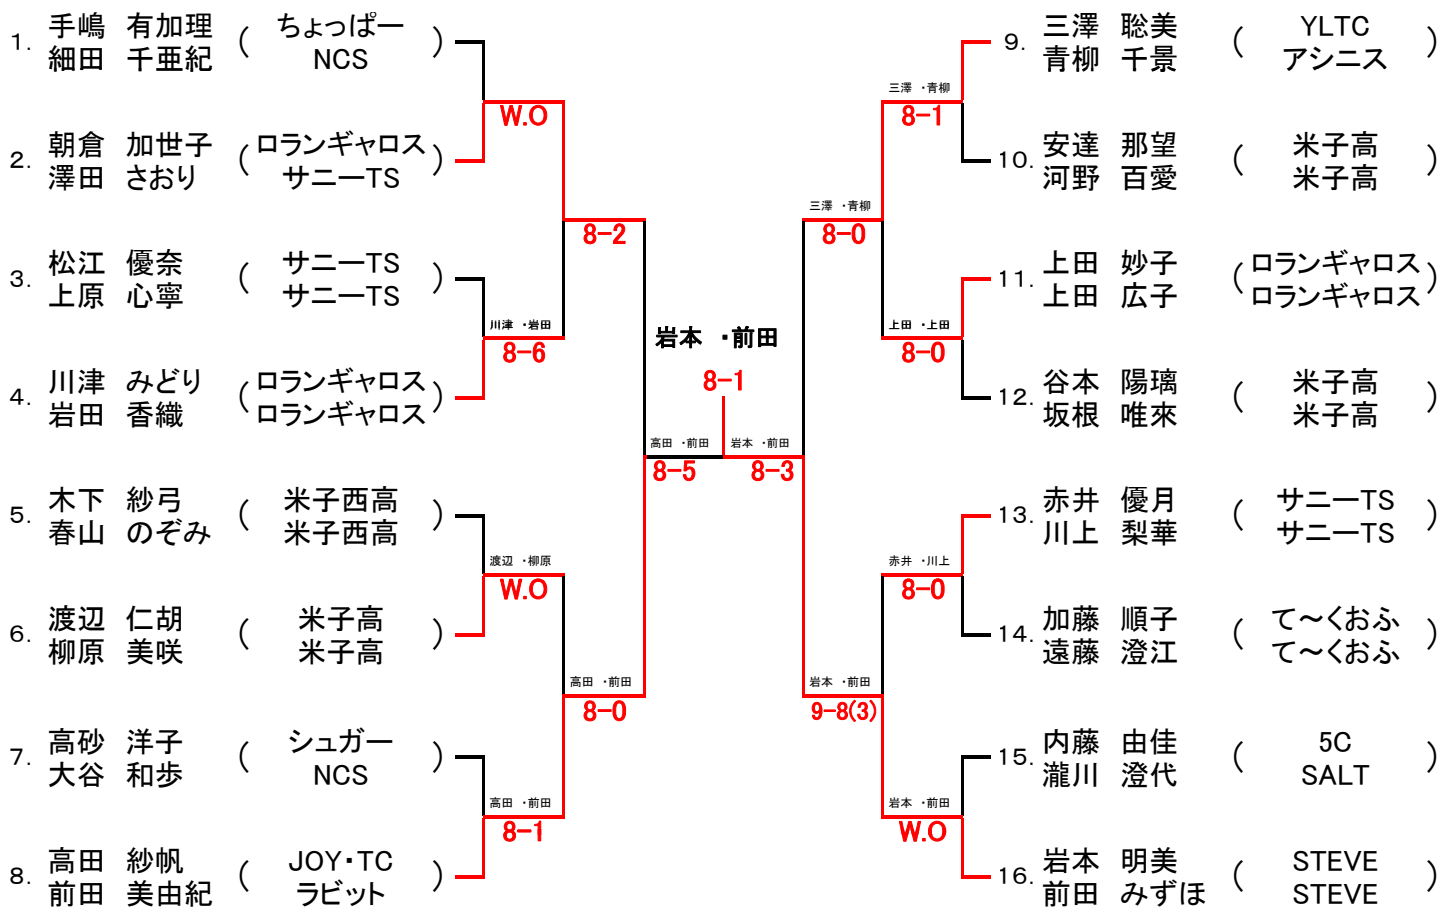 1. 手嶋 有加理 ( ちょっぱー )
細田 千亜紀 NCS
W.O
2. 朝倉 加世子 ( ロランギャロス )
澤田 さおり サニーTS
8-2
3. 松江 優奈 ( サニーTS )
上原 心寧 サニーTS
川津 ・岩田
8-6
4. 川津 みどり ( ロランギャロス )
岩田 香織 ロランギャロス
高田 ・前田
8-5
5. 木下 紗弓 ( 米子西高 )
春山 のぞみ 米子西高
渡辺 ・柳原
W.O
6. 渡辺 仁胡 ( 米子高 )
柳原 美咲 米子高
高田 ・前田
8-0
7. 高砂 洋子 ( シュガー )
大谷 和歩 NCS
高田 ・前田
8-1
8. 高田 紗帆 ( JOY・TC )
前田 美由紀 ラビット
岩本 ・前田
8-1
9. 三澤 聡美 ( YLTC )
青柳 千景 アシニス
三澤 ・青柳
8-1
10. 安達 那望 ( 米子高 )
河野 百愛 米子高
三澤 ・青柳
8-0
11. 上田 妙子 ( ロランギャロス )
上田 広子 ロランギャロス
上田 ・上田
8-0
12. 谷本 陽璃 ( 米子高 )
坂根 唯來 米子高
岩本 ・前田
8-3
13. 赤井 優月 ( サニーTS )
川上 梨華 サニーTS
赤井 ・川上
8-0
14. 加藤 順子 ( て～くおふ )
遠藤 澄江 て～くおふ
岩本 ・前田
9-8(3)
15. 内藤 由佳 ( 5C )
瀧川 澄代 SALT
岩本 ・前田
W.O
16. 岩本 明美 ( STEVE )
前田 みずほ STEVE